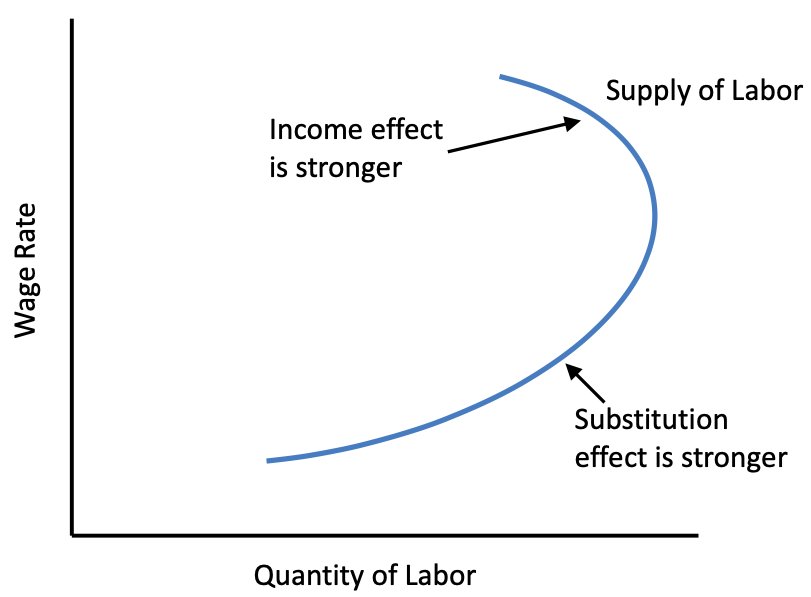 Supply of Labor
Income effect
is stronger
Wage Rate
Substitution
effect is stronger
Quantity of Labor